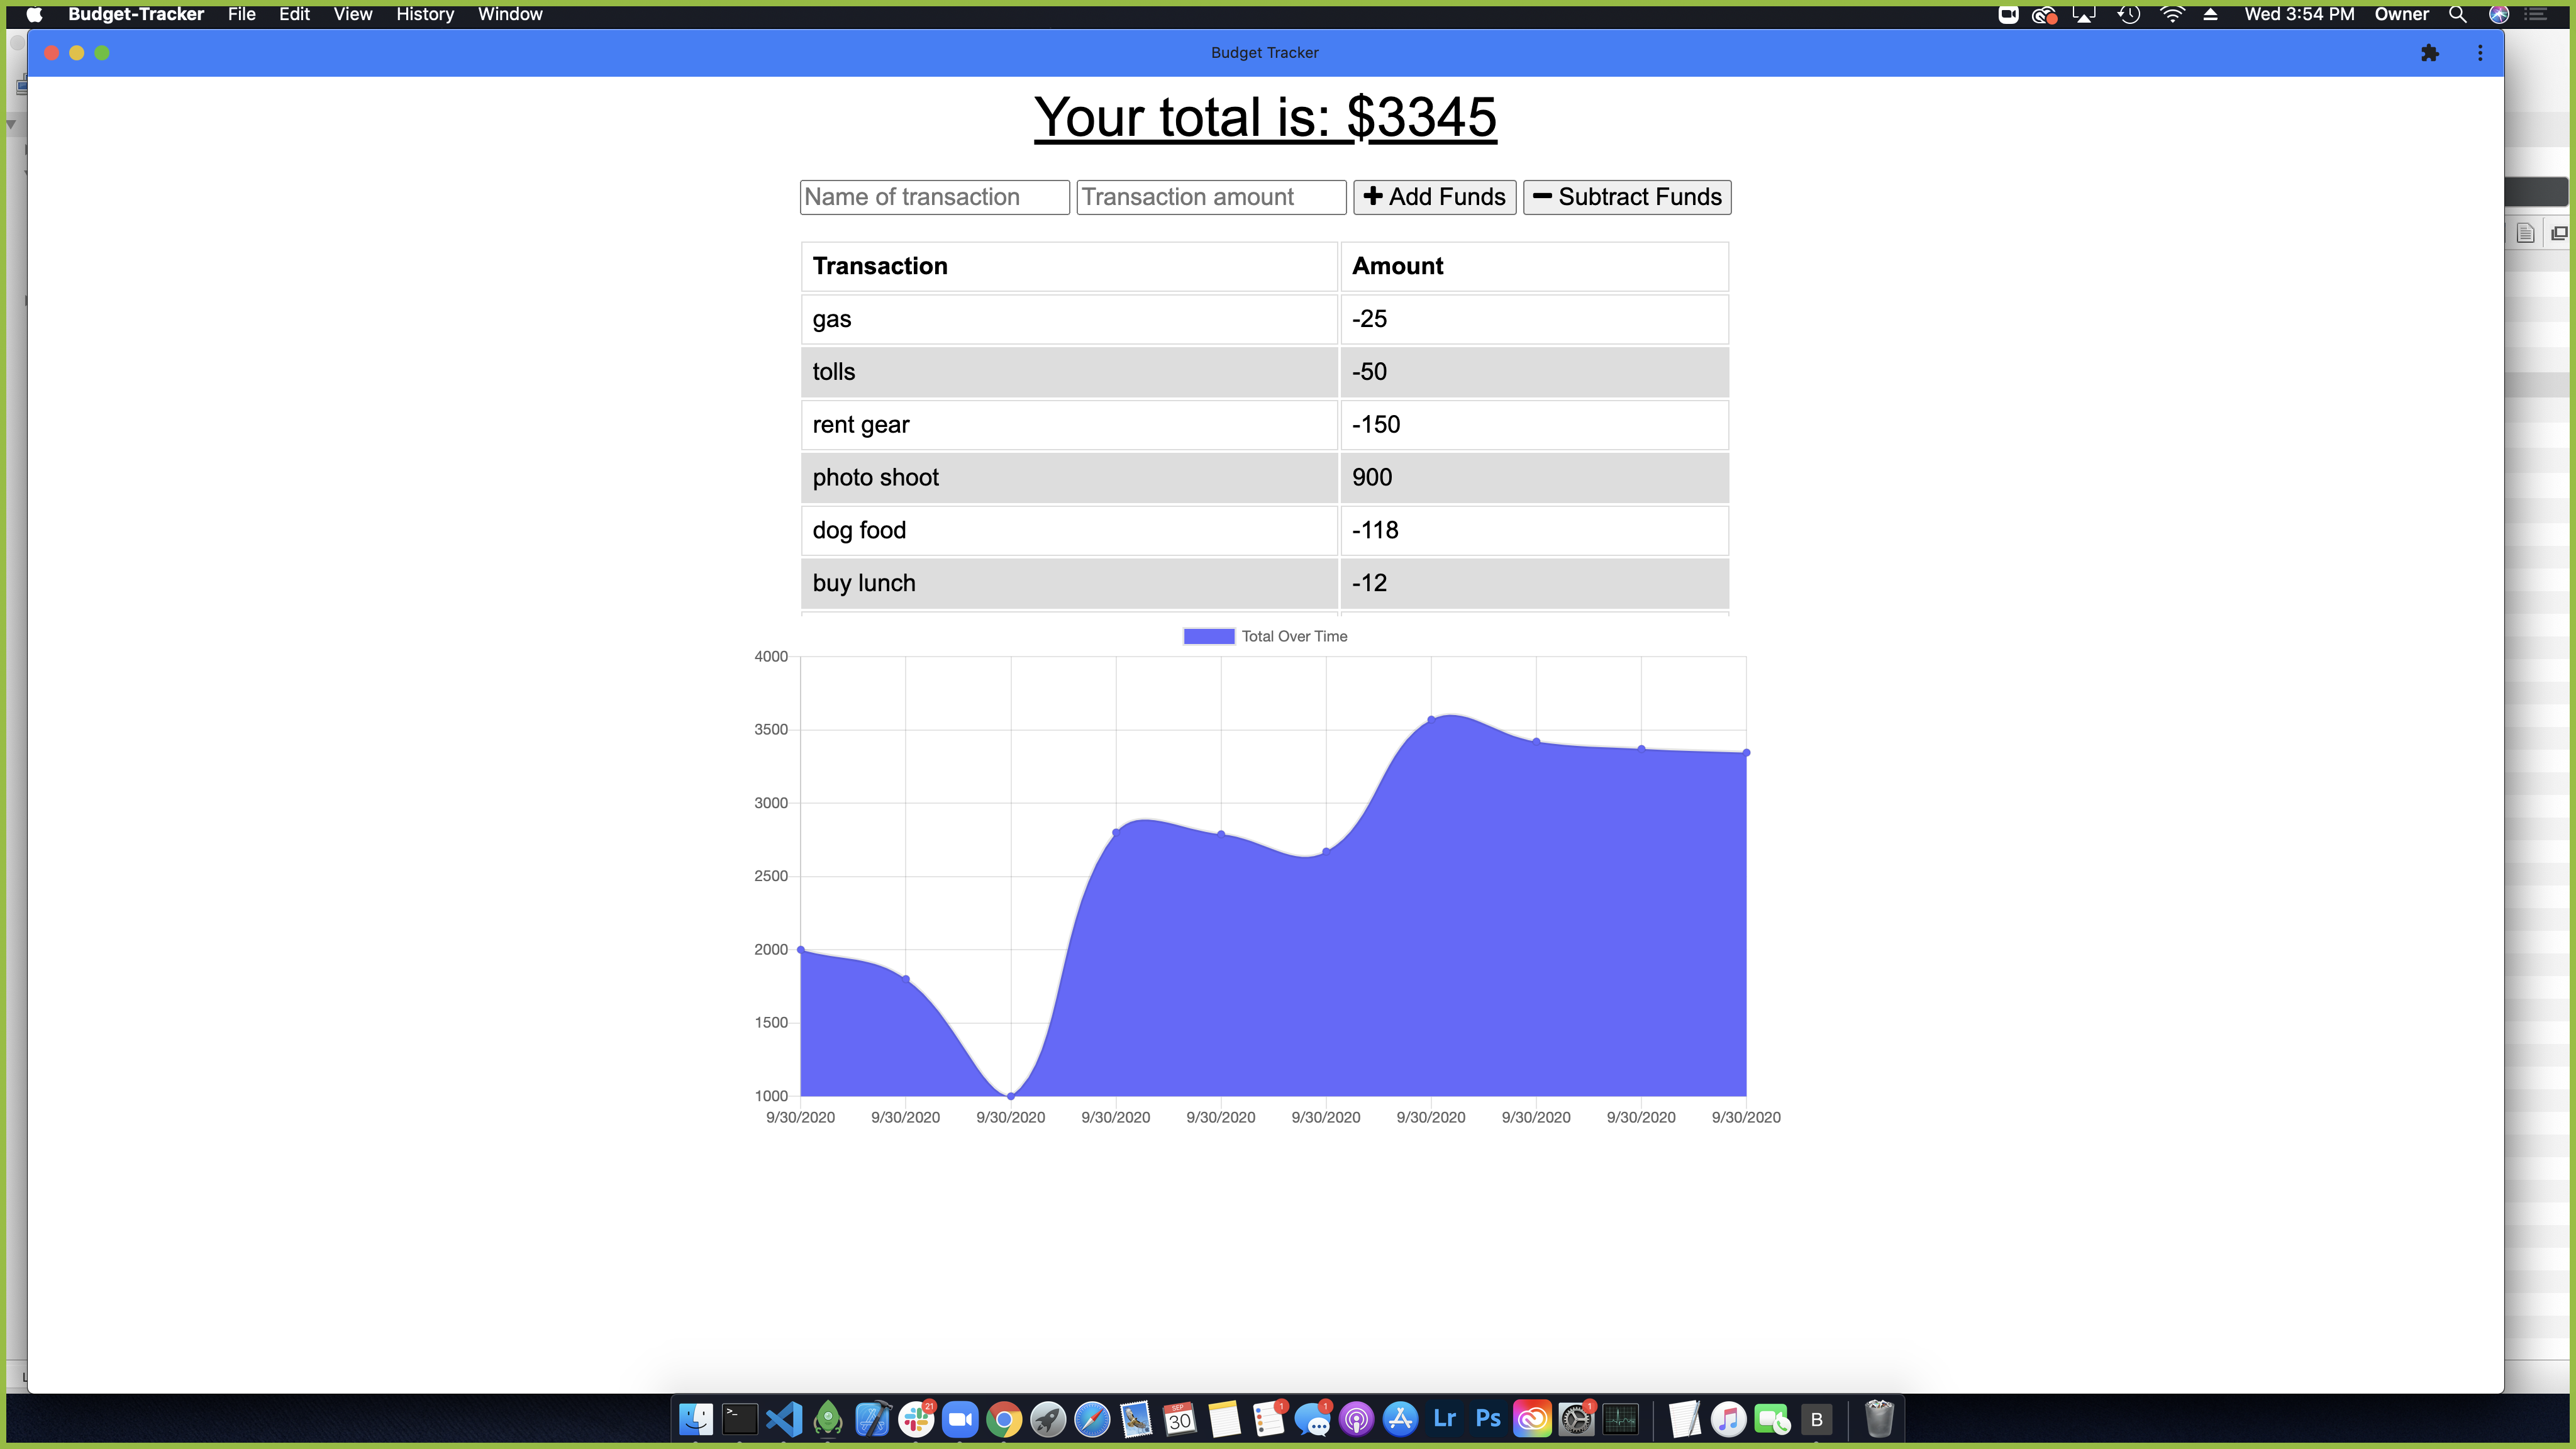 Budget-Tracker File Edit View History Window Wed 3:54 PM Owner
Budget Tracker
Your total is: $3345
Name of transaction Transaction amount Add Funds Subtract Funds
Transaction Amount
gas -25
tolls -50
rent gear -150
photo shoot 900
dog food -118
buy lunch -12
Total Over Time
4000
3500
3000
2500
2000
1500
1000
9/30/2020 9/30/2020 9/30/2020 9/30/2020 9/30/2020 9/30/2020 9/30/2020 9/30/2020 9/30/2020 9/30/2020
>_ 21 SEP 30 1 1 Lr Ps 1 B